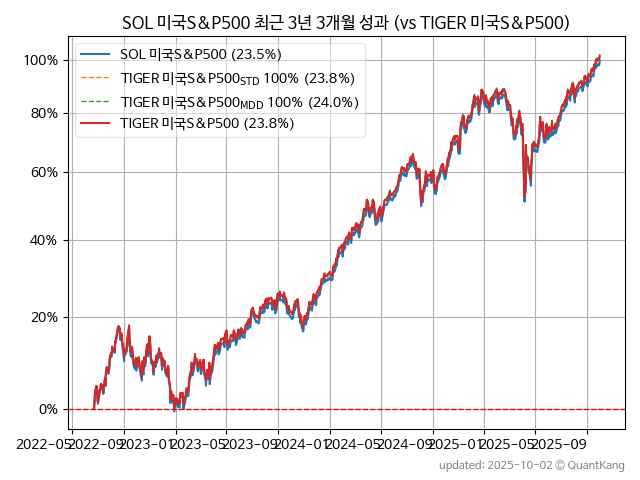 SOL 미국S&P500 최근 3년 3개월 성과 (vs TIGER 미국S&P500)
SOL 미국S&P500 (23.5%)
TIGER 미국S&P500STD 100% (23.8%)
TIGER 미국S&P500MDD 100% (24.0%)
TIGER 미국S&P500 (23.8%)
100%
80%
60%
40%
20%
0%
2022-05 2022-09 2023-01 2023-05 2023-09 2024-01 2024-05 2024-09 2025-01 2025-05 2025-09
updated: 2025-10-02 © QuantKang